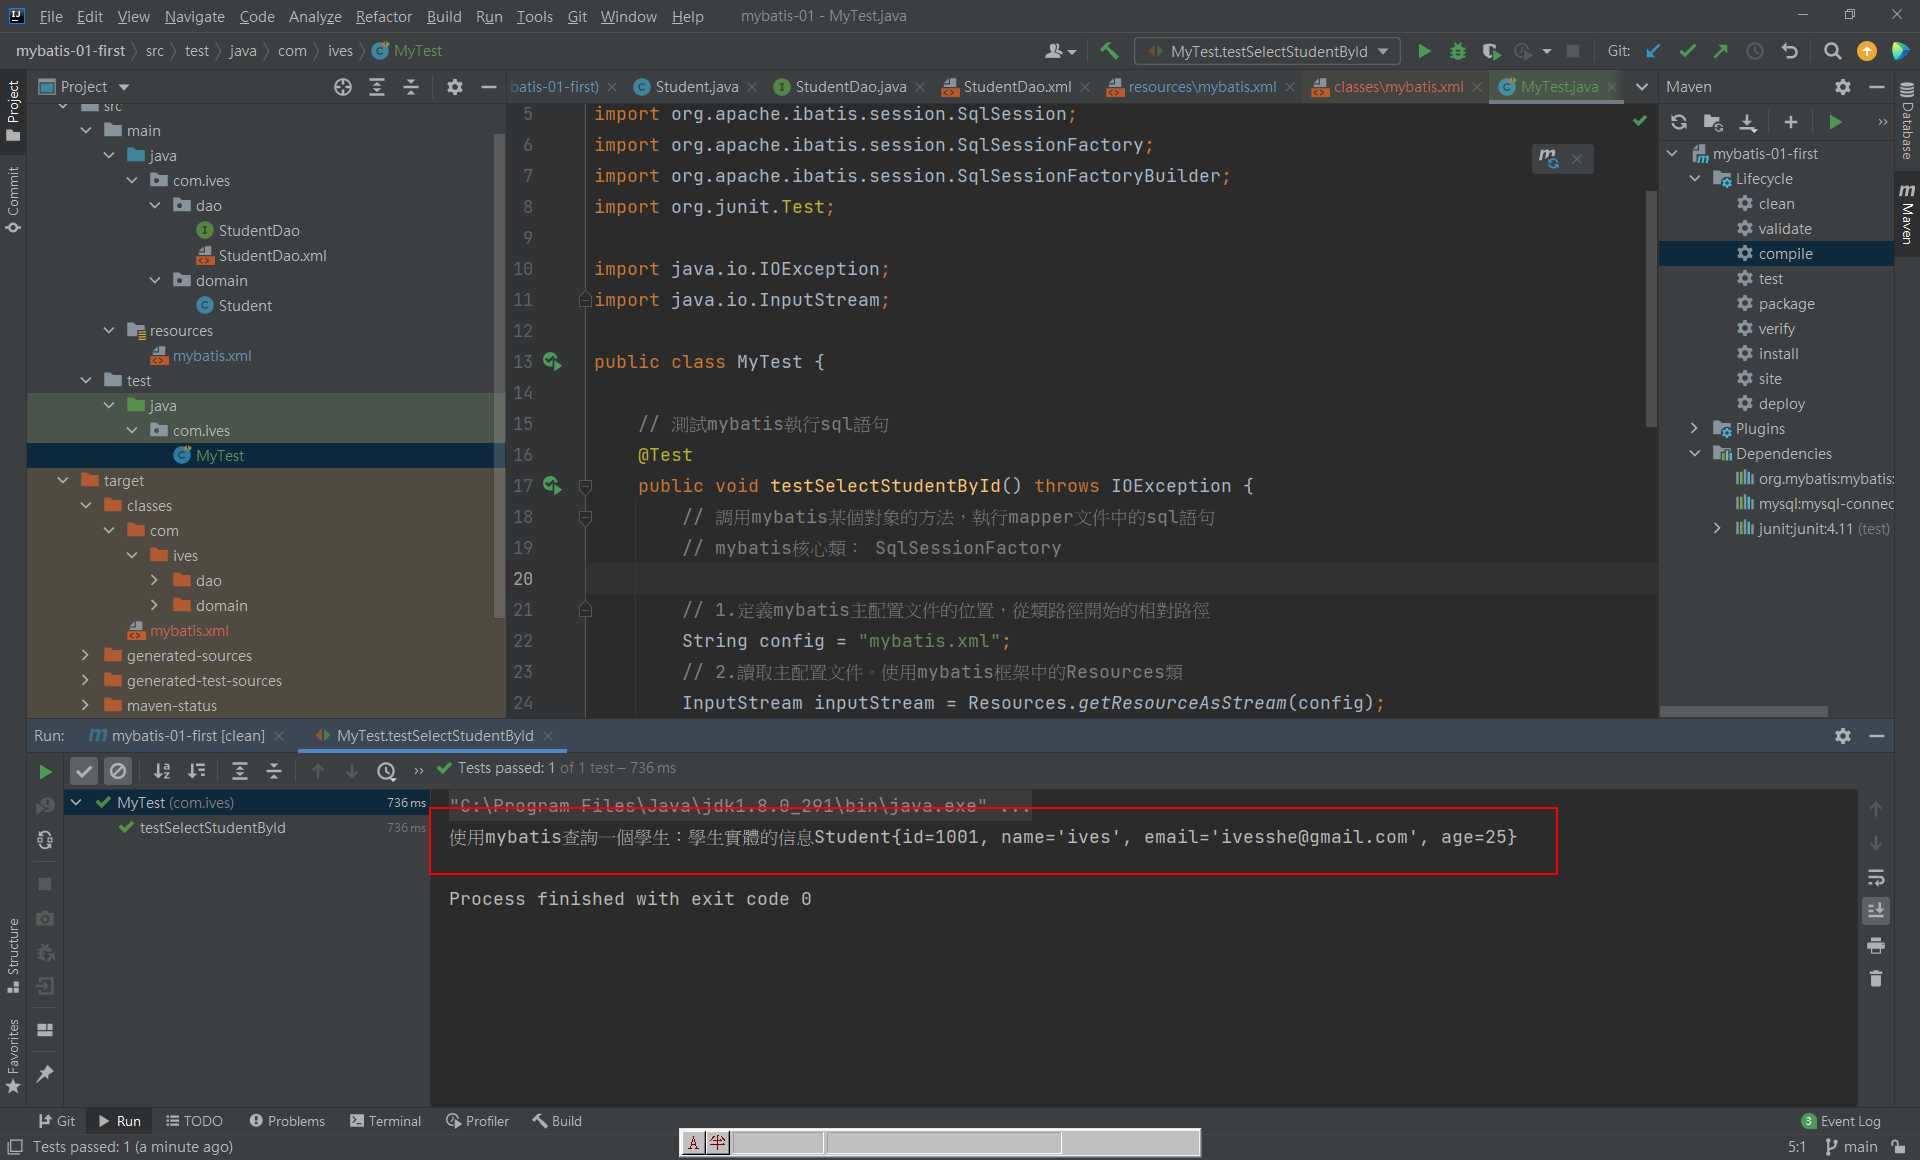 File Edit View Navigate Code Analyze Refactor Build Run Tools Git Window Help mybatis-01 - MyTest.java
mybatis-01-first src test java com ives MyTest
MyTest.testSelectStudentById
Git:
Project
batis-01-first) Student.java StudentDao.java StudentDao.xml resources\mybatis.xml classes\mybatis.xml MyTest.java
Maven
Project
Commit
Structure
Favorites
Database
Maven
src
main
java
com.ives
dao
StudentDao
StudentDao.xml
domain
Student
resources
mybatis.xml
test
java
com.ives
MyTest
target
classes
com
ives
dao
domain
mybatis.xml
generated-sources
generated-test-sources
maven-status
5 import org.apache.ibatis.session.SqlSession;
6 import org.apache.ibatis.session.SqlSessionFactory;
7 import org.apache.ibatis.session.SqlSessionFactoryBuilder;
8 import org.junit.Test;
9
10 import java.io.IOException;
11 import java.io.InputStream;
12
13 public class MyTest {
14
15 // 測試mybatis執行sql語句
16 @Test
17 public void testSelectStudentById() throws IOException {
18 // 調用mybatis某個對象的方法，執行mapper文件中的sql語句
19 // mybatis核心類： SqlSessionFactory
20
21 // 1.定義mybatis主配置文件的位置，從類路徑開始的相對路徑
22 String config = "mybatis.xml";
23 // 2.讀取主配置文件。使用mybatis框架中的Resources類
24 InputStream inputStream = Resources.getResourceAsStream(config);
mybatis-01-first
Lifecycle
clean
validate
compile
test
package
verify
install
site
deploy
Plugins
Dependencies
org.mybatis:mybatis:
mysql:mysql-connec
junit:junit:4.11 (test)
Run: mybatis-01-first [clean] MyTest.testSelectStudentById
Tests passed: 1 of 1 test – 736 ms
MyTest (com.ives) 736 ms
testSelectStudentById 736 ms
"C:\Program Files\Java\jdk1.8.0_291\bin\java.exe" ...
使用mybatis查詢一個學生：學生實體的信息Student{id=1001, name='ives', email='ivesshe@gmail.com', age=25}
Process finished with exit code 0
Git Run TODO Problems Terminal Profiler Build
3 Event Log
Tests passed: 1 (a minute ago)
A 半
5:1 main